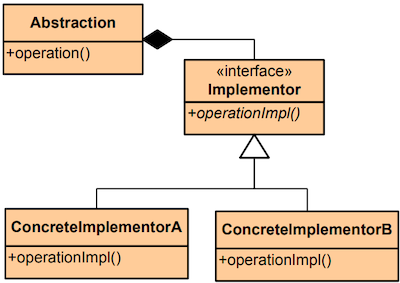 Abstraction
+operation()
«interface»
Implementor
+operationImpl()
ConcreteImplementorA
+operationImpl()
ConcreteImplementorB
+operationImpl()